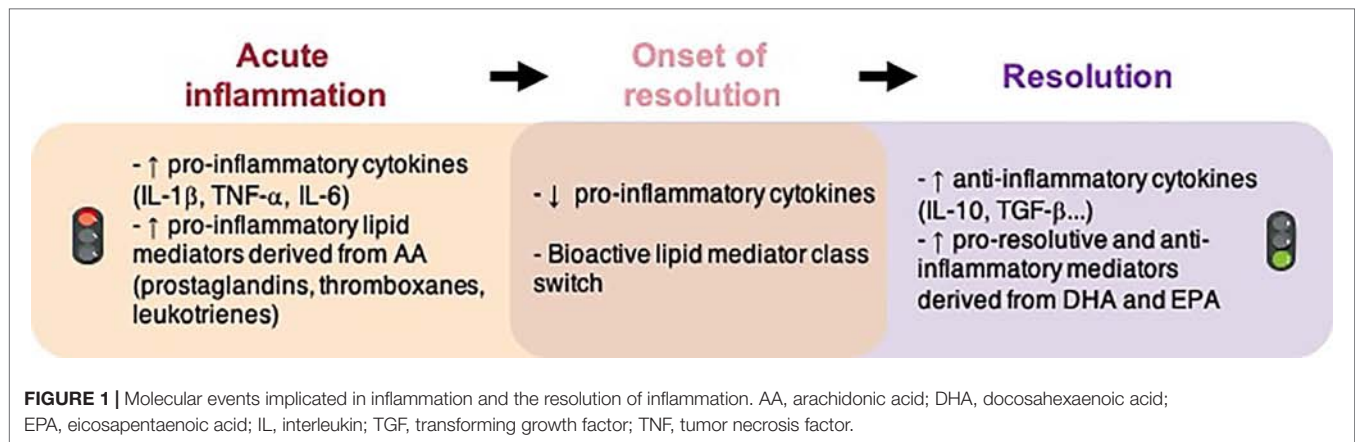 Acute
inflammation
Onset of
resolution
Resolution
- ↑ pro-inflammatory cytokines
(IL-1β, TNF-α, IL-6)
- ↑ pro-inflammatory lipid
mediators derived from AA
(prostaglandins, thromboxanes,
leukotrienes)
- ↓ pro-inflammatory cytokines
- Bioactive lipid mediator class
switch
- ↑ anti-inflammatory cytokines
(IL-10, TGF-β...)
- ↑ pro-resolutive and anti-
inflammatory mediators
derived from DHA and EPA
FIGURE 1 | Molecular events implicated in inflammation and the resolution of inflammation. AA, arachidonic acid; DHA, docosahexaenoic acid;
EPA, eicosapentaenoic acid; IL, interleukin; TGF, transforming growth factor; TNF, tumor necrosis factor.